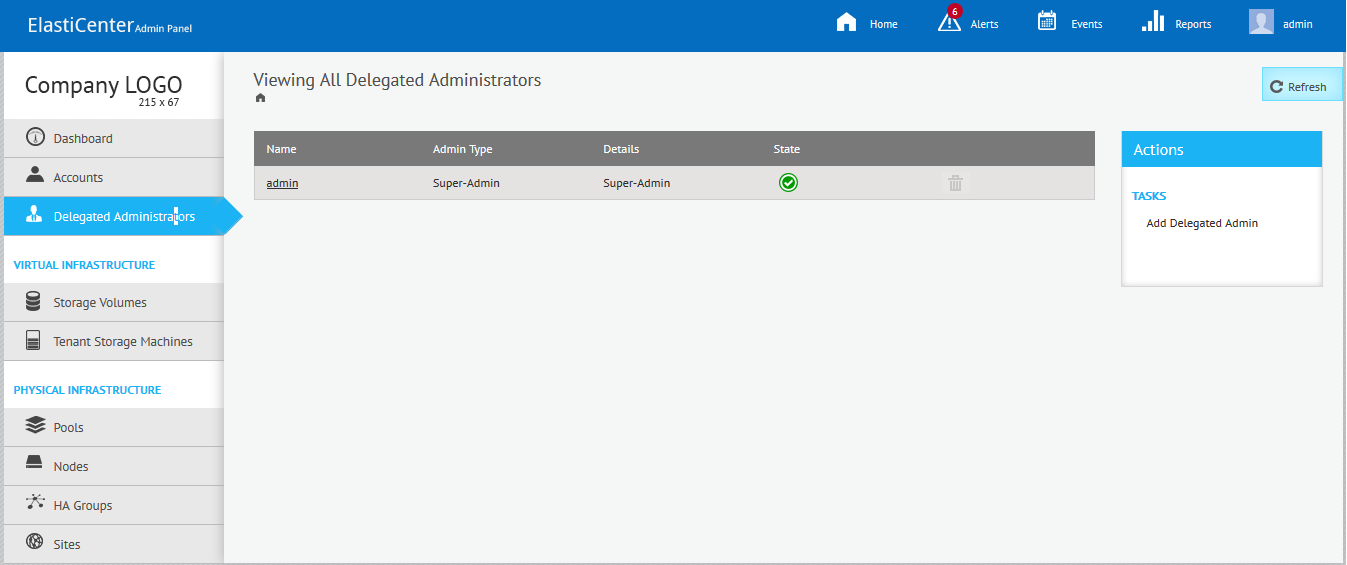 ElastiCenter Admin Panel
Home
6
Alerts
Events
Reports
admin
Company LOGO
215 x 67
Dashboard
Accounts
Delegated Administrators
VIRTUAL INFRASTRUCTURE
Storage Volumes
Tenant Storage Machines
PHYSICAL INFRASTRUCTURE
Pools
Nodes
HA Groups
Sites
Viewing All Delegated Administrators
Refresh
Name Admin Type Details State
admin Super-Admin Super-Admin
Actions
TASKS
Add Delegated Admin